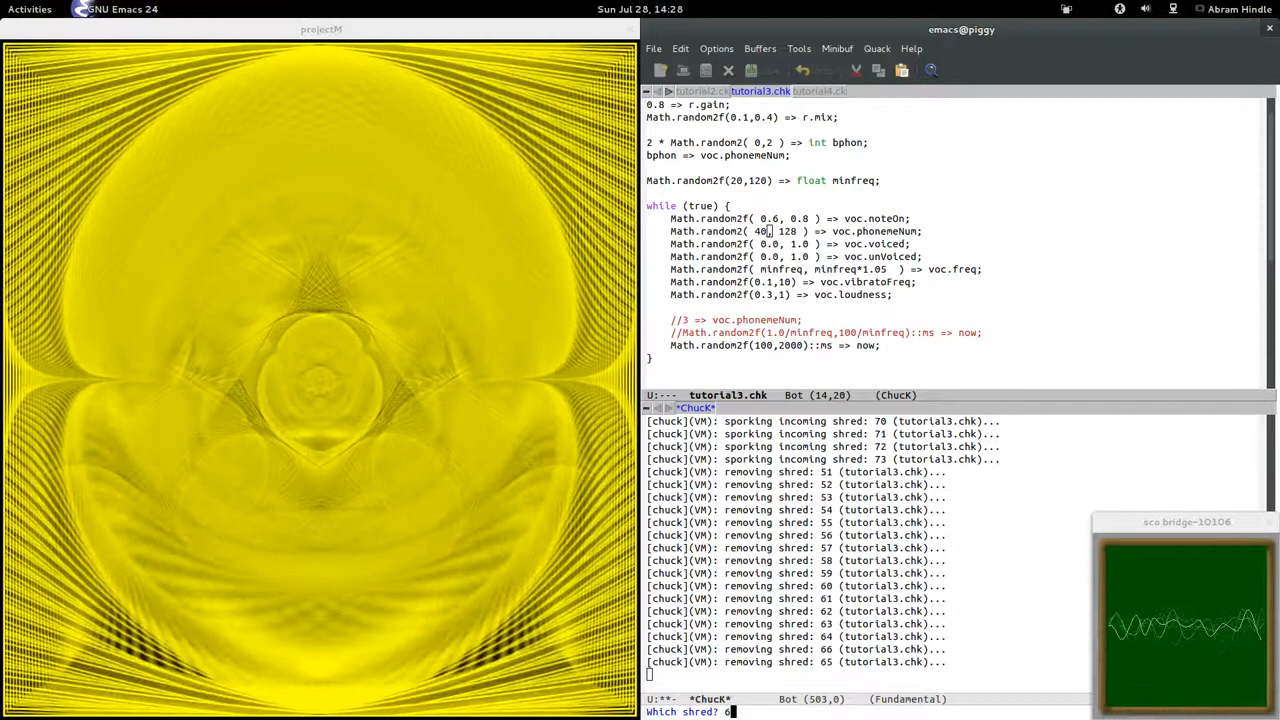 Activities GNU Emacs 24 Sun Jul 28, 14:28 Abram Hindle
projectM
emacs@piggy
File Edit Options Buffers Tools Minibuf Quack Help
tutorial2.ck tutorial3.chk tutorial4.ck
0.8 => r.gain;
Math.random2f(0.1,0.4) => r.mix;
2 * Math.random2( 0,2 ) => int bphon;
bphon => voc.phonemeNum;
Math.random2f(20,120) => float minfreq;
while (true) {
Math.random2f( 0.6, 0.8 ) => voc.noteOn;
Math.random2( 40, 128 ) => voc.phonemeNum;
Math.random2f( 0.0, 1.0 ) => voc.voiced;
Math.random2f( 0.0, 1.0 ) => voc.unVoiced;
Math.random2f( minfreq, minfreq*1.05  ) => voc.freq;
Math.random2f(0.1,10) => voc.vibratoFreq;
Math.random2f(0.3,1) => voc.loudness;
//3 => voc.phonemeNum;
//Math.random2f(1.0/minfreq,100/minfreq)::ms => now;
Math.random2f(100,2000)::ms => now;
}
U:--- tutorial3.chk Bot (14,20) (ChucK)
*ChucK*
[chuck](VM): sporking incoming shred: 70 (tutorial3.chk)...
[chuck](VM): sporking incoming shred: 71 (tutorial3.chk)...
[chuck](VM): sporking incoming shred: 72 (tutorial3.chk)...
[chuck](VM): sporking incoming shred: 73 (tutorial3.chk)...
[chuck](VM): removing shred: 51 (tutorial3.chk)...
[chuck](VM): removing shred: 52 (tutorial3.chk)...
[chuck](VM): removing shred: 53 (tutorial3.chk)...
[chuck](VM): removing shred: 54 (tutorial3.chk)...
[chuck](VM): removing shred: 55 (tutorial3.chk)...
[chuck](VM): removing shred: 56 (tutorial3.chk)...
[chuck](VM): removing shred: 57 (tutorial3.chk)...
[chuck](VM): removing shred: 58 (tutorial3.chk)...
[chuck](VM): removing shred: 59 (tutorial3.chk)...
[chuck](VM): removing shred: 60 (tutorial3.chk)...
[chuck](VM): removing shred: 61 (tutorial3.chk)...
[chuck](VM): removing shred: 62 (tutorial3.chk)...
[chuck](VM): removing shred: 63 (tutorial3.chk)...
[chuck](VM): removing shred: 64 (tutorial3.chk)...
[chuck](VM): removing shred: 66 (tutorial3.chk)...
[chuck](VM): removing shred: 65 (tutorial3.chk)...
sco bridge-10106
U:**- *ChucK* Bot (503,0) (Fundamental)
Which shred? 6